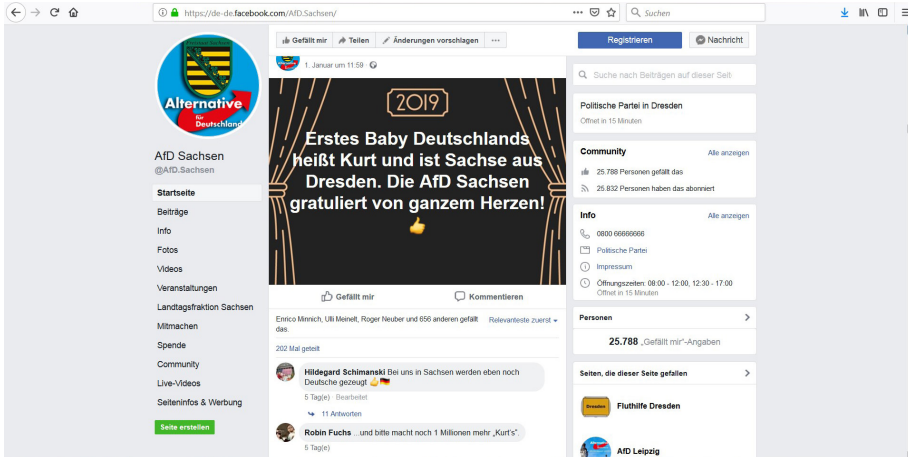 https://de-de.facebook.com/AfD.Sachsen/
Suchen
Gefällt mir
Teilen
Änderungen vorschlagen
Registrieren
Nachricht
Alternative
für
Deutschland
AfD Sachsen
@AfD.Sachsen
Startseite
Beiträge
Info
Fotos
Videos
Veranstaltungen
Landtagsfraktion Sachsen
Mitmachen
Spende
Community
Live-Videos
Seiteninfos & Werbung
Seite erstellen
1. Januar um 11:59 ·
2019
Erstes Baby Deutschlands
heißt Kurt und ist Sachse aus
Dresden. Die AfD Sachsen
gratuliert von ganzem Herzen!
Gefällt mir
Kommentieren
Enrico Minnich, Ulli Meinelt, Roger Neuber und 656 anderen gefällt
das.
Relevanteste zuerst
202 Mal geteilt
Hildegard Schimanski Bei uns in Sachsen werden eben noch
Deutsche gezeugt
5 Tag(e) · Bearbeitet
11 Antworten
Robin Fuchs ...und bitte macht noch 1 Millionen mehr „Kurt's".
5 Tag(e)
Suche nach Beiträgen auf dieser Seit
Politische Partei in Dresden
Öffnet in 15 Minuten
Community
Alle anzeigen
25.788 Personen gefällt das
25.832 Personen haben das abonniert
Info
Alle anzeigen
0800 66666666
Politische Partei
Impressum
Öffnungszeiten: 08:00 - 12:00, 12:30 - 17:00
Öffnet in 15 Minuten
Personen
25.788 „Gefällt mir"-Angaben
Seiten, die dieser Seite gefallen
Dresden
Fluthilfe Dresden
AfD Leipzig